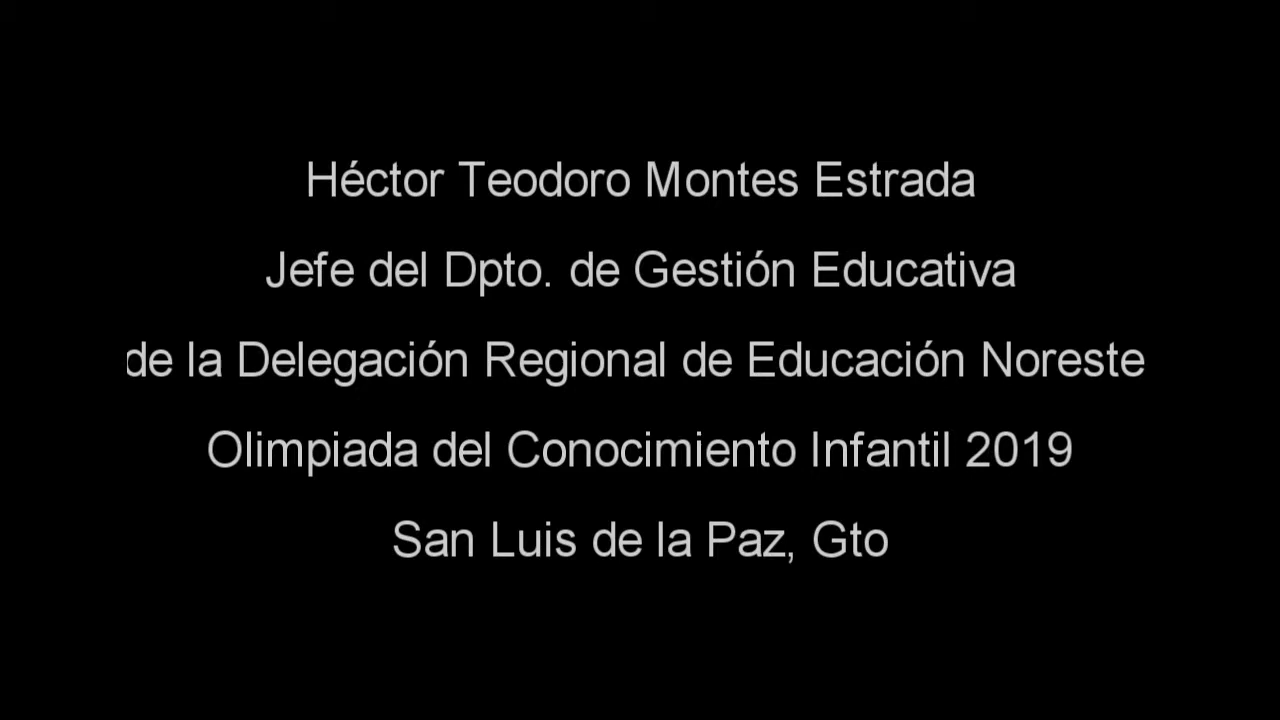 Héctor Teodoro Montes Estrada
Jefe del Dpto. de Gestión Educativa
de la Delegación Regional de Educación Noreste
Olimpiada del Conocimiento Infantil 2019
San Luis de la Paz, Gto